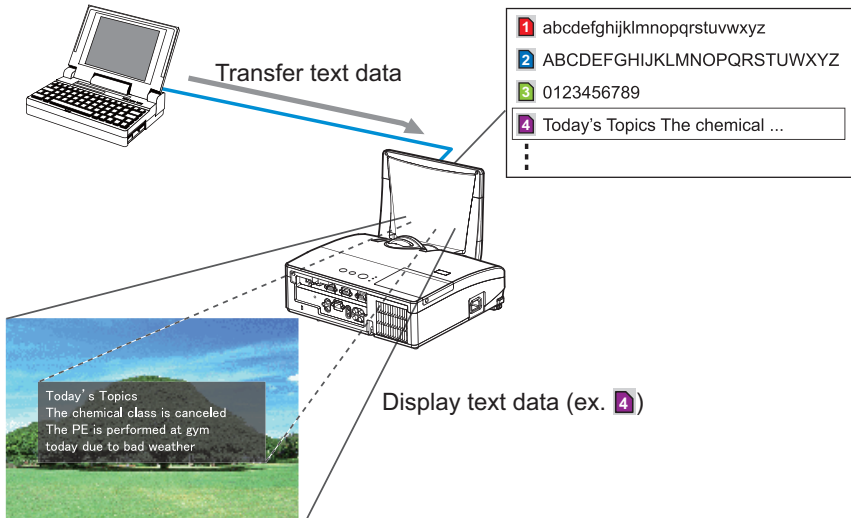 Transfer text data
1 abcdefghijklmnopqrstuvwxyz
2 ABCDEFGHIJKLMNOPQRSTUWXYZ
3 0123456789
4 Today's Topics The chemical ...
Today's Topics
The chemical class is canceled
The PE is performed at gym
today due to bad weather
Display text data (ex. 4)